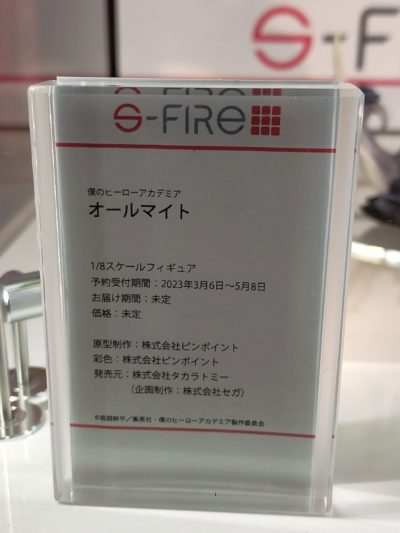 S-F
S-FIRe
僕のヒーローアカデミア
オールマイト
1/8スケールフィギュア
予約受付期間：2023年3月6日～5月8日
お届け期間：未定
価格：未定
原型制作：株式会社ピンポイント
彩色：株式会社ピンポイント
発売元：株式会社タカラトミー
（企画制作：株式会社セガ）
©堀越耕平／集英社・僕のヒーローアカデミア製作委員会